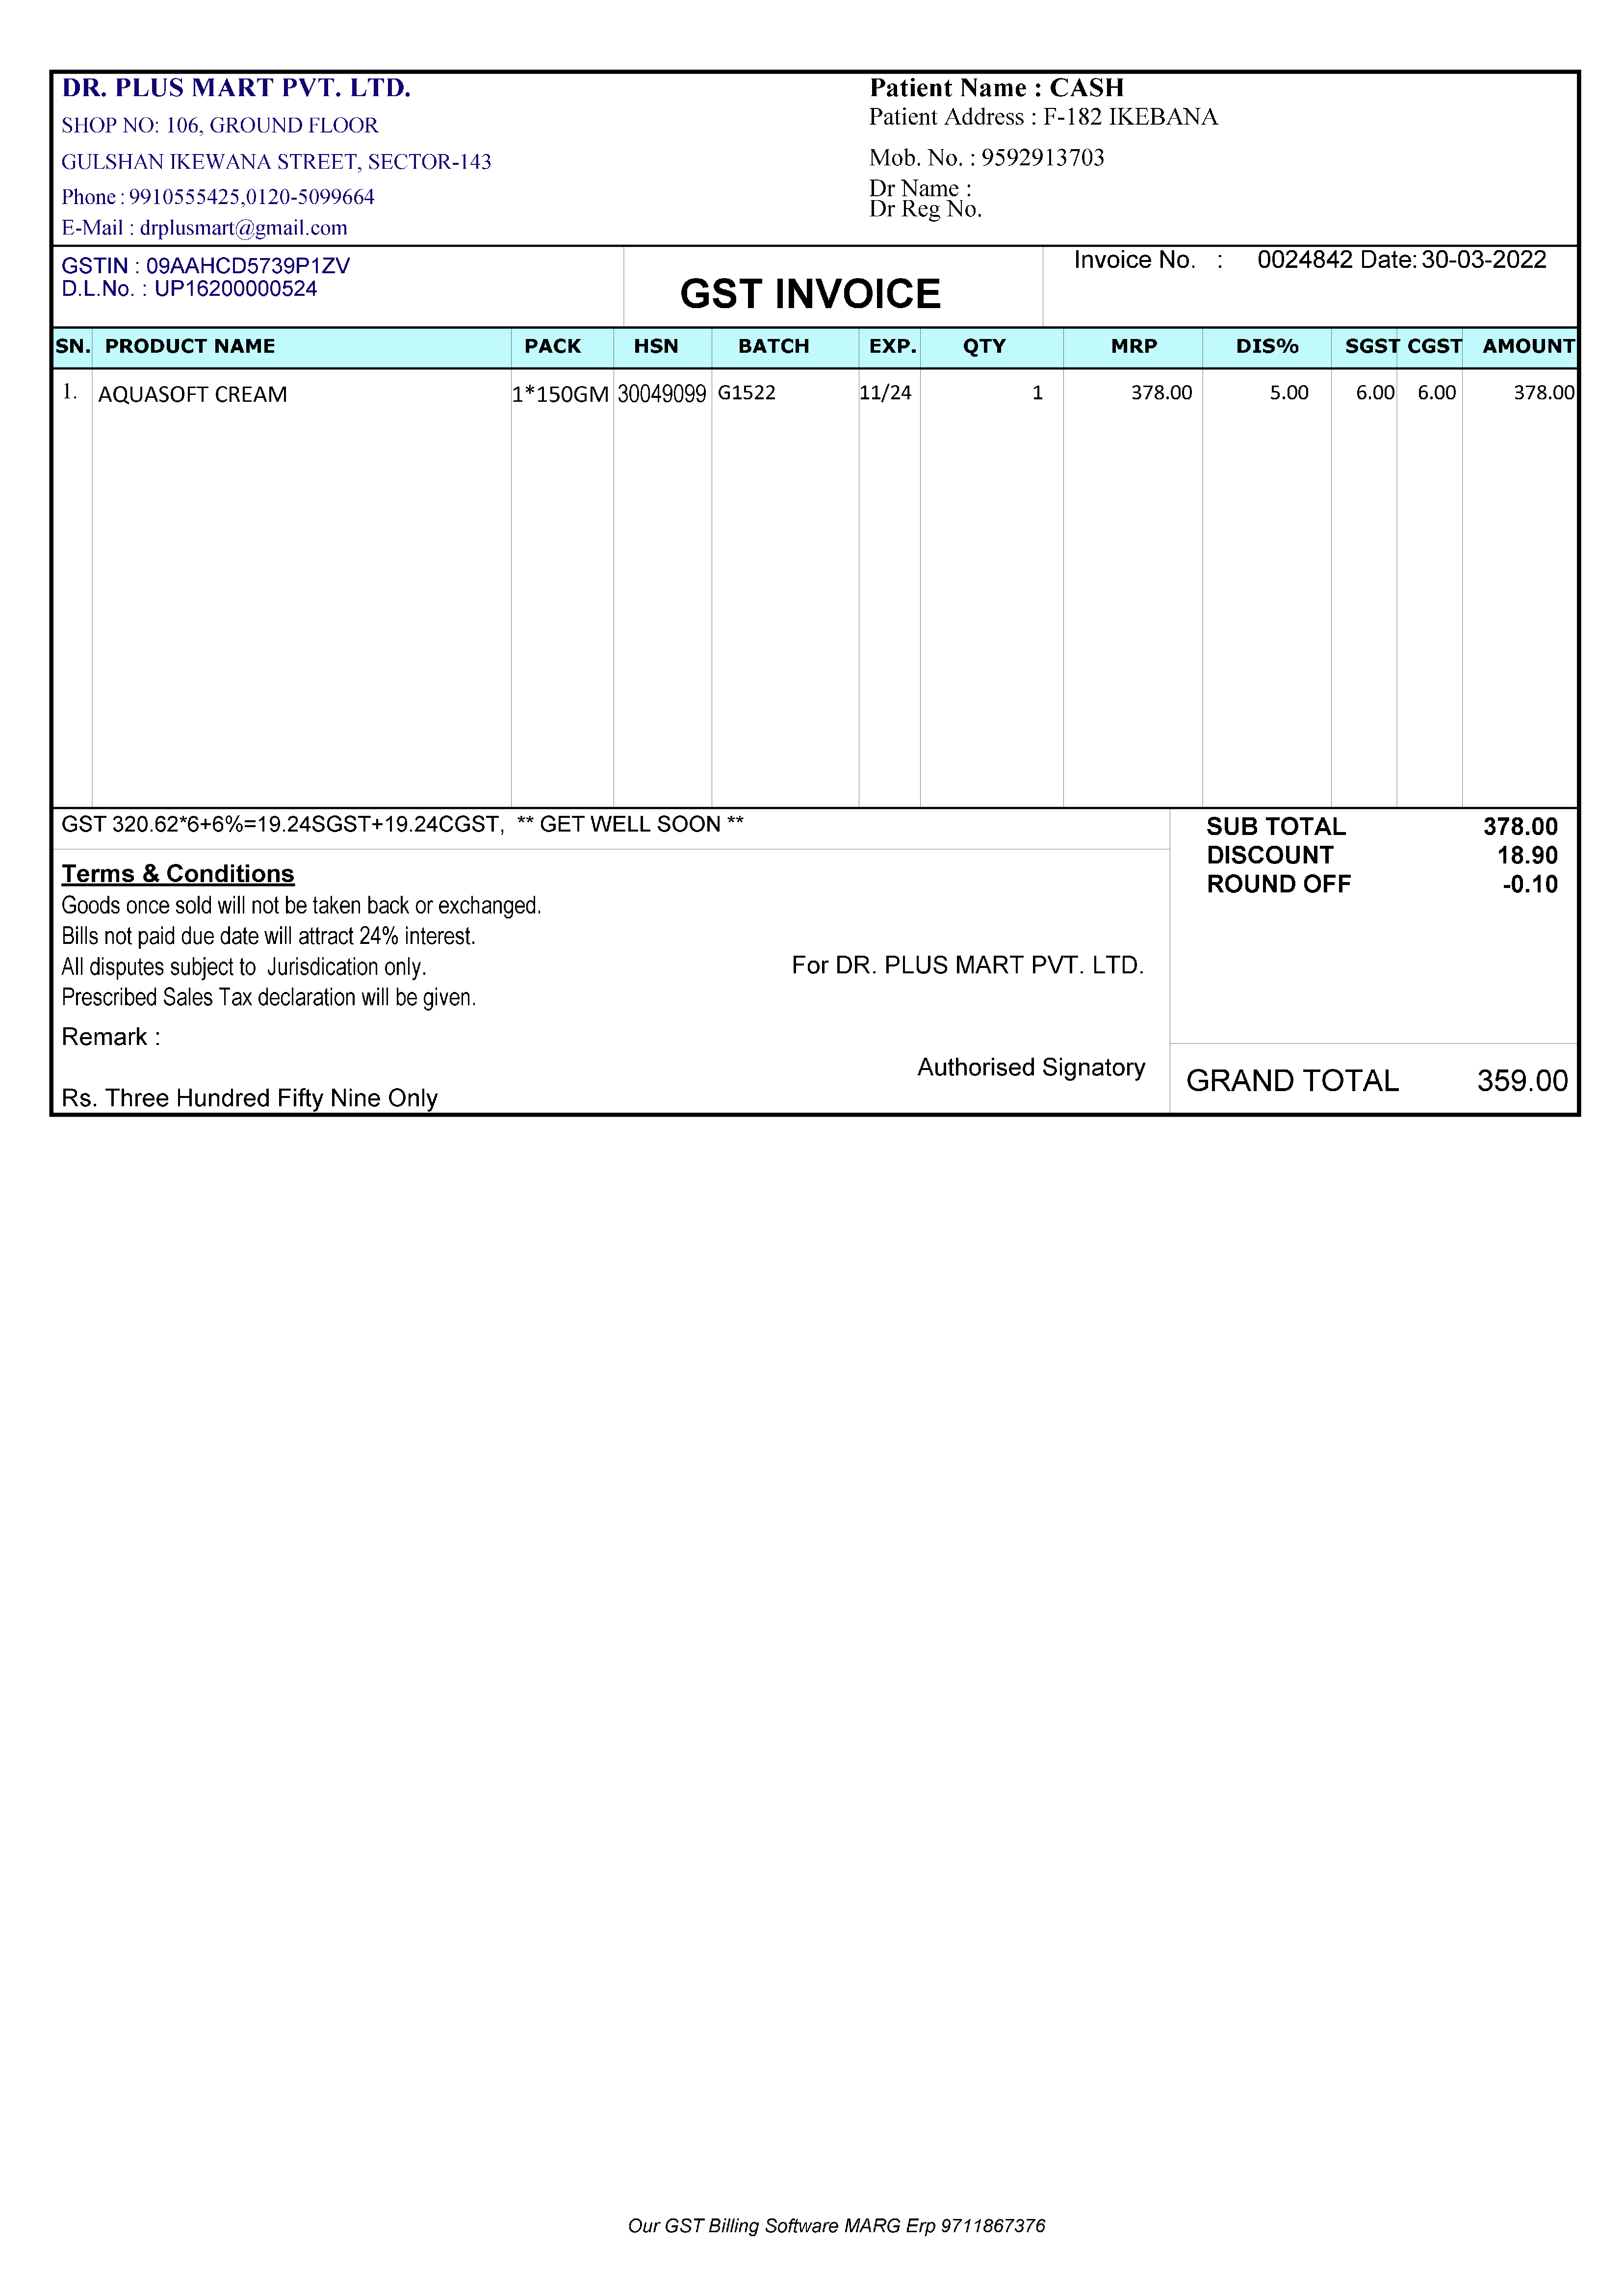 DR. PLUS MART PVT. LTD.
SHOP NO: 106, GROUND FLOOR
GULSHAN IKEWANA STREET, SECTOR-143
Phone : 9910555425,0120-5099664
E-Mail : drplusmart@gmail.com
Patient Name : CASH
Patient Address : F-182 IKEBANA
Mob. No. : 9592913703
Dr Name :
Dr Reg No.
GSTIN : 09AAHCD5739P1ZV
D.L.No. : UP16200000524
GST INVOICE
Invoice No. : 0024842 Date: 30-03-2022
SN. PRODUCT NAME PACK HSN BATCH EXP. QTY MRP DIS% SGST CGST AMOUNT
1. AQUASOFT CREAM 1*150GM 30049099 G1522 11/24 1 378.00 5.00 6.00 6.00 378.00
GST 320.62*6+6%=19.24SGST+19.24CGST, ** GET WELL SOON **
Terms & Conditions
Goods once sold will not be taken back or exchanged.
Bills not paid due date will attract 24% interest.
All disputes subject to Jurisdication only.
Prescribed Sales Tax declaration will be given.
Remark :
Rs. Three Hundred Fifty Nine Only
For DR. PLUS MART PVT. LTD.
Authorised Signatory
SUB TOTAL 378.00
DISCOUNT 18.90
ROUND OFF -0.10
GRAND TOTAL 359.00
Our GST Billing Software MARG Erp 9711867376